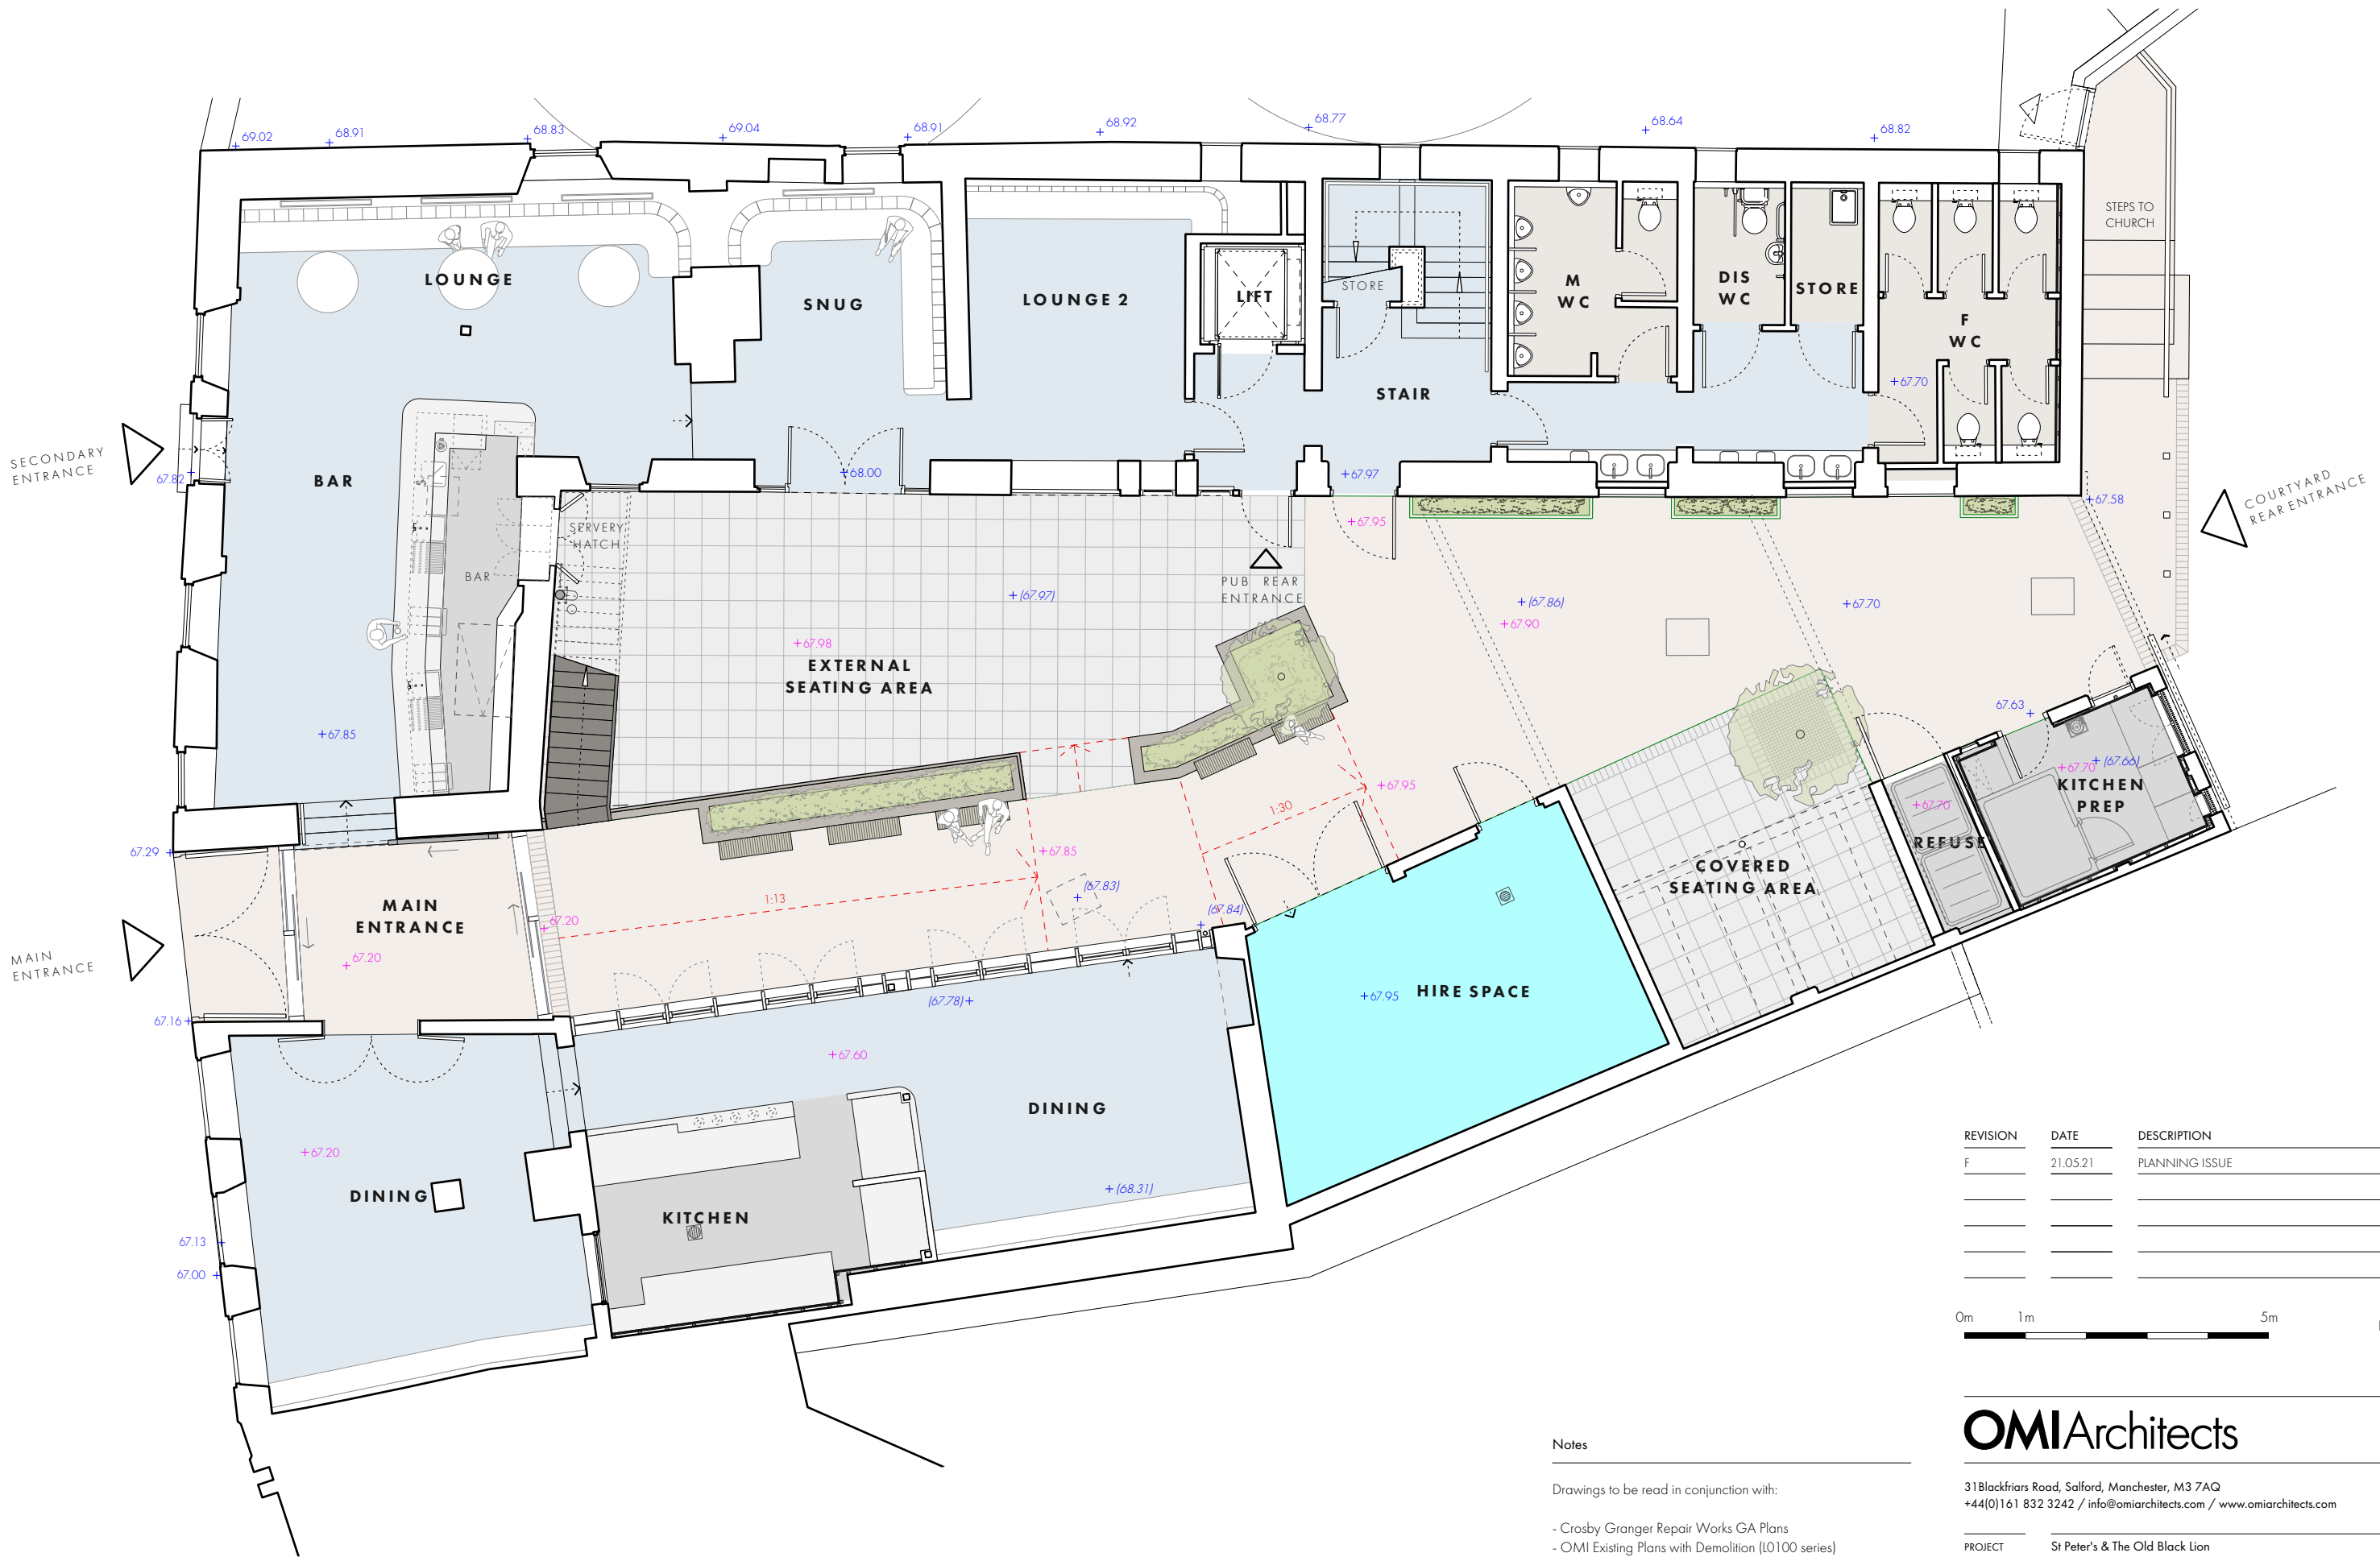 69.02
68.91
68.83
69.04
68.91
68.92
68.77
68.64
68.82
STEPS TO
CHURCH
LOUNGE
SNUG
LOUNGE 2
LIFT
STORE
M
WC
DIS
WC
STORE
F
WC
67.70
STAIR
SECONDARY
ENTRANCE
67.82
BAR
68.00
67.97
67.95
67.58
COURTYARD
REAR ENTRANCE
SERVERY
HATCH
BAR
PUB REAR
ENTRANCE
(67.97)
(67.86)
67.90
67.70
67.98
EXTERNAL
SEATING AREA
67.85
67.63
67.70
(67.66)
KITCHEN
PREP
67.95
1:30
67.70
REFUSE
67.29
67.85
COVERED
SEATING AREA
(67.83)
1:13
MAIN
ENTRANCE
67.20
(67.84)
67.20
MAIN
ENTRANCE
67.16
(67.78)
67.95
HIRE SPACE
67.60
DINING
67.20
DINING
(68.31)
KITCHEN
67.13
67.00
REVISION DATE DESCRIPTION
F 21.05.21 PLANNING ISSUE
0m 1m 5m
OMIArchitects
31Blackfriars Road, Salford, Manchester, M3 7AQ
+44(0)161 832 3242 / info@omiarchitects.com / www.omiarchitects.com
PROJECT St Peter's & The Old Black Lion
Notes
Drawings to be read in conjunction with:
- Crosby Granger Repair Works GA Plans
- OMI Existing Plans with Demolition (L0100 series)